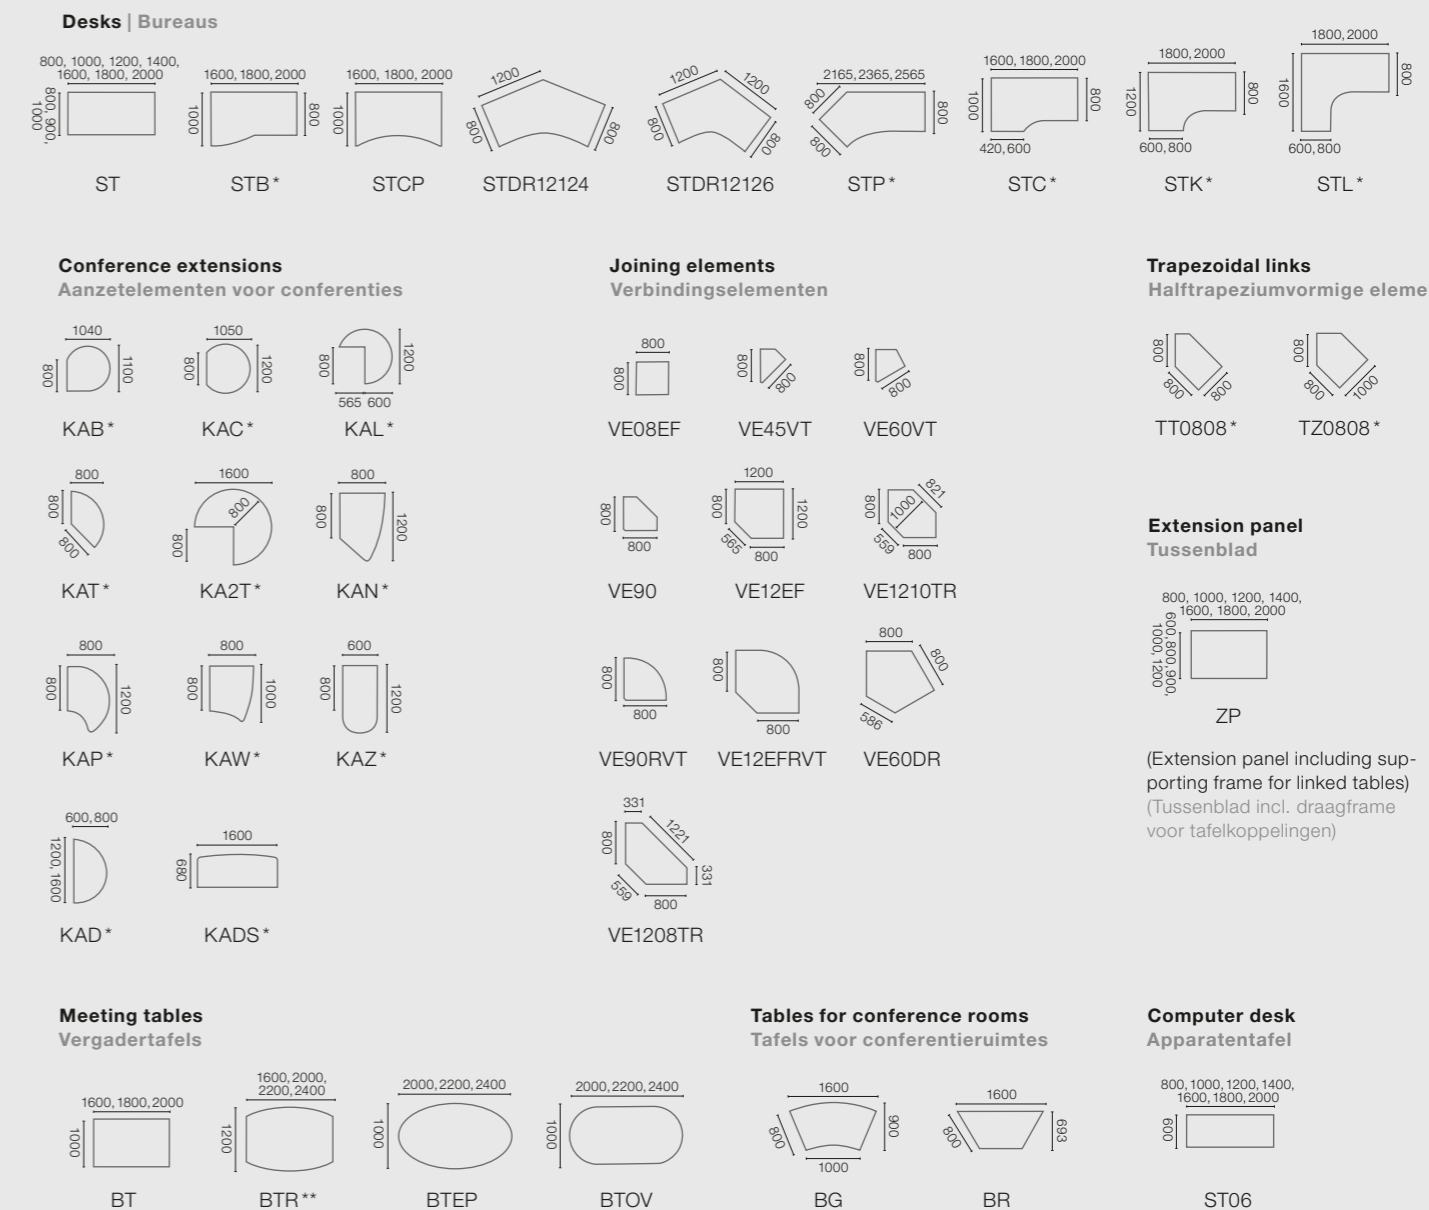 Desks | Bureaus
800, 1000, 1200, 1400,
1600, 1800, 2000
800, 900,
1000
ST
1600, 1800, 2000
1000
800
STB*
1600, 1800, 2000
1000
STCP
1200
800
800
STDR12124
1200
1200
800
800
STDR12126
2165, 2365, 2565
800
800
800
STP*
1600, 1800, 2000
1000
800
420, 600
STC*
1800, 2000
1200
800
600, 800
STK*
1800, 2000
1600
800
600, 800
STL*
Conference extensions
Aanzetelementen voor conferenties
1040
800
1100
KAB*
1050
800
1200
KAC*
800
1200
565 600
KAL*
800
800
800
KAT*
1600
800
800
KA2T*
800
800
1200
KAN*
800
800
1200
KAP*
800
800
1000
KAW*
600
800
1200
KAZ*
600, 800
1200, 1600
KAD*
1600
680
KADS*
Joining elements
Verbindingselementen
800
800
VE08EF
800
800
VE45VT
800
800
VE60VT
800
800
VE90
1200
1200
565
800
VE12EF
800
821
1000
559
800
VE1210TR
800
800
VE90RVT
800
800
VE12EFRVT
800
800
586
VE60DR
331
800
1221
331
559
800
VE1208TR
Trapezoidal links
Halftrapeziumvormige eleme
800
800
800
TT0808*
800
800
1000
TZ0808*
Extension panel
Tussenblad
800, 1000, 1200, 1400,
1600, 1800, 2000
600, 800, 900,
1000, 1200
ZP
(Extension panel including sup-
porting frame for linked tables)
(Tussenblad incl. draagframe
voor tafelkoppelingen)
Meeting tables
Vergadertafels
1600, 1800, 2000
1000
BT
1600, 2000,
2200, 2400
1200
BTR**
2000, 2200, 2400
1000
BTEP
2000, 2200, 2400
1000
BTOV
Tables for conference rooms
Tafels voor conferentieruimtes
1600
800
900
1000
BG
1600
800
693
BR
Computer desk
Apparatentafel
800, 1000, 1200, 1400,
1600, 1800, 2000
600
ST06